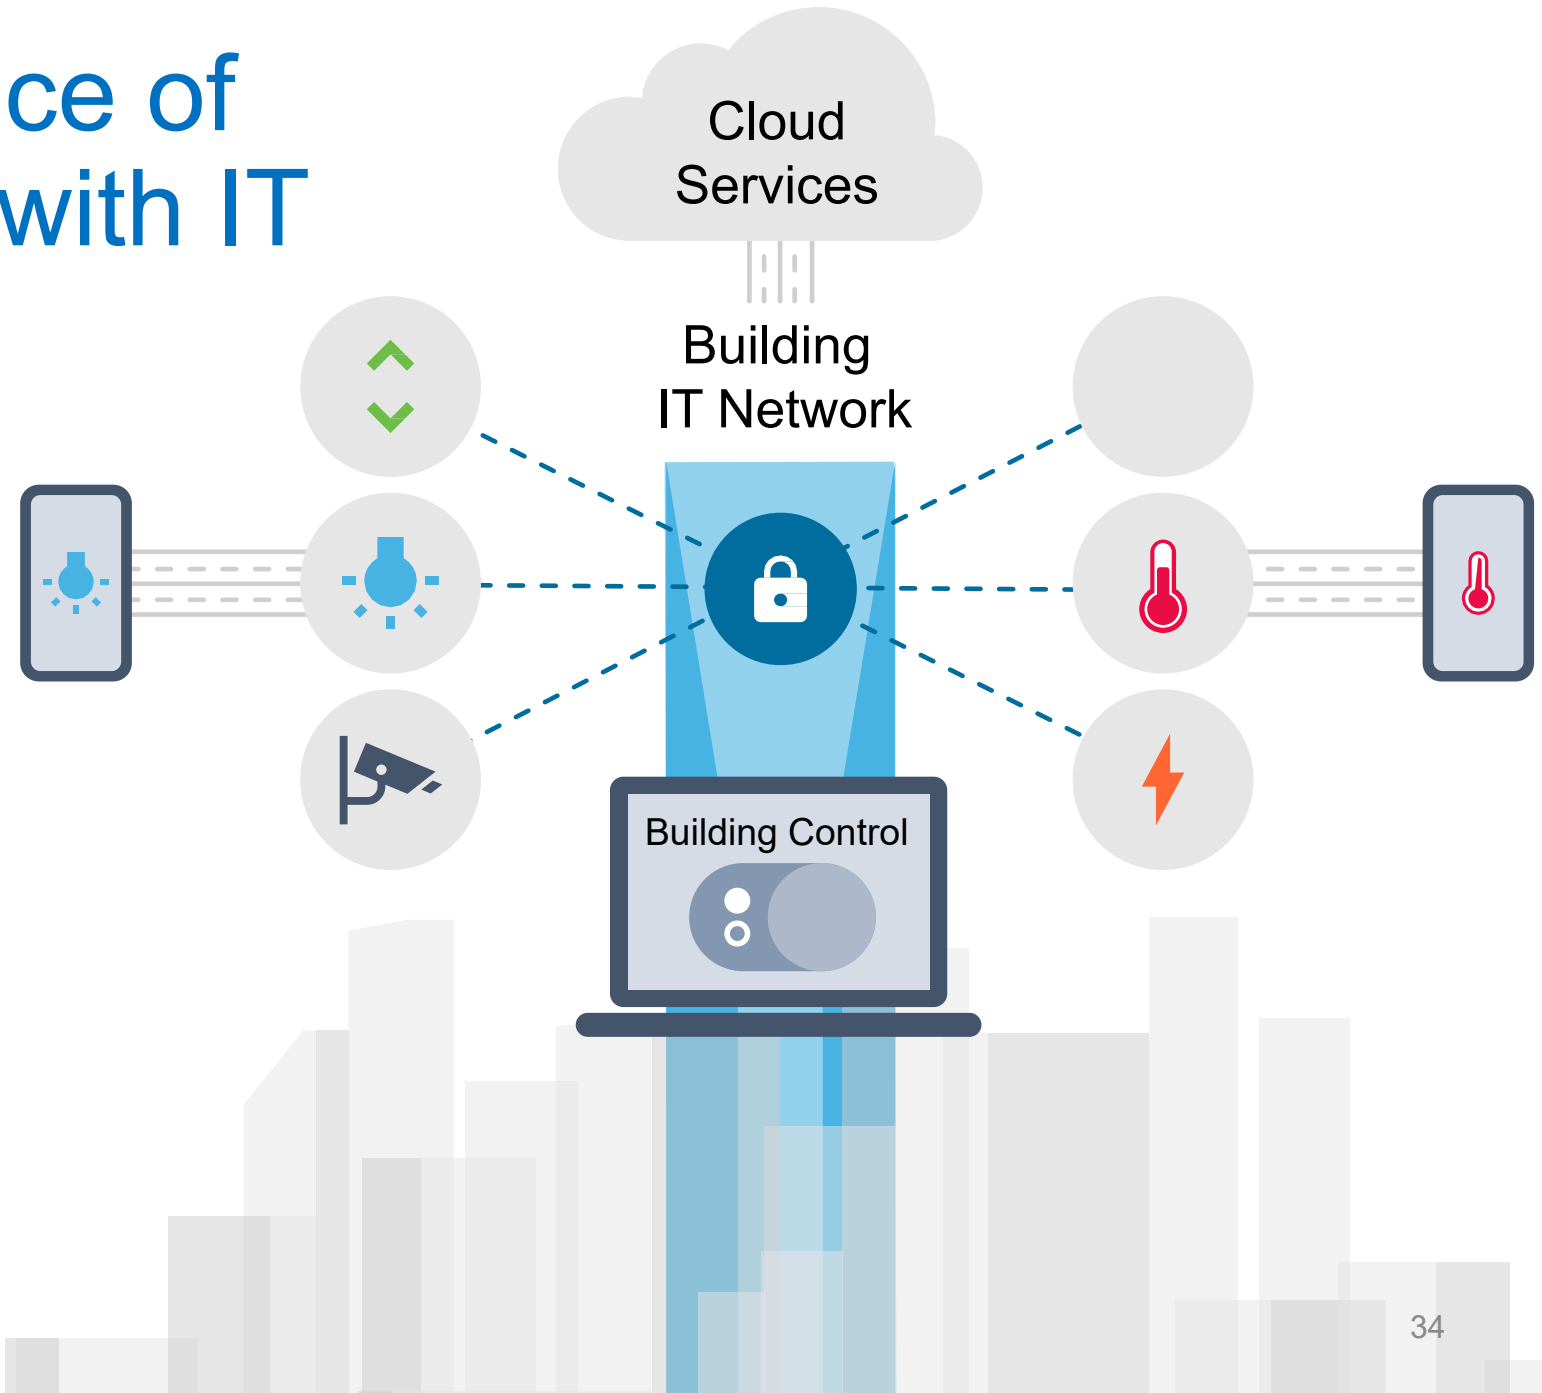 ce of
with IT
Cloud
Services
Building
IT Network
Building Control
34